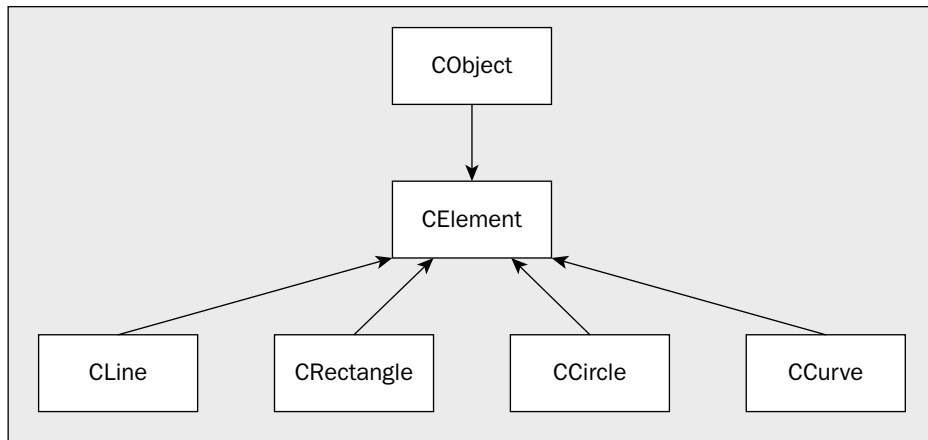 CObject
CElement
CLine
CRectangle
CCircle
CCurve